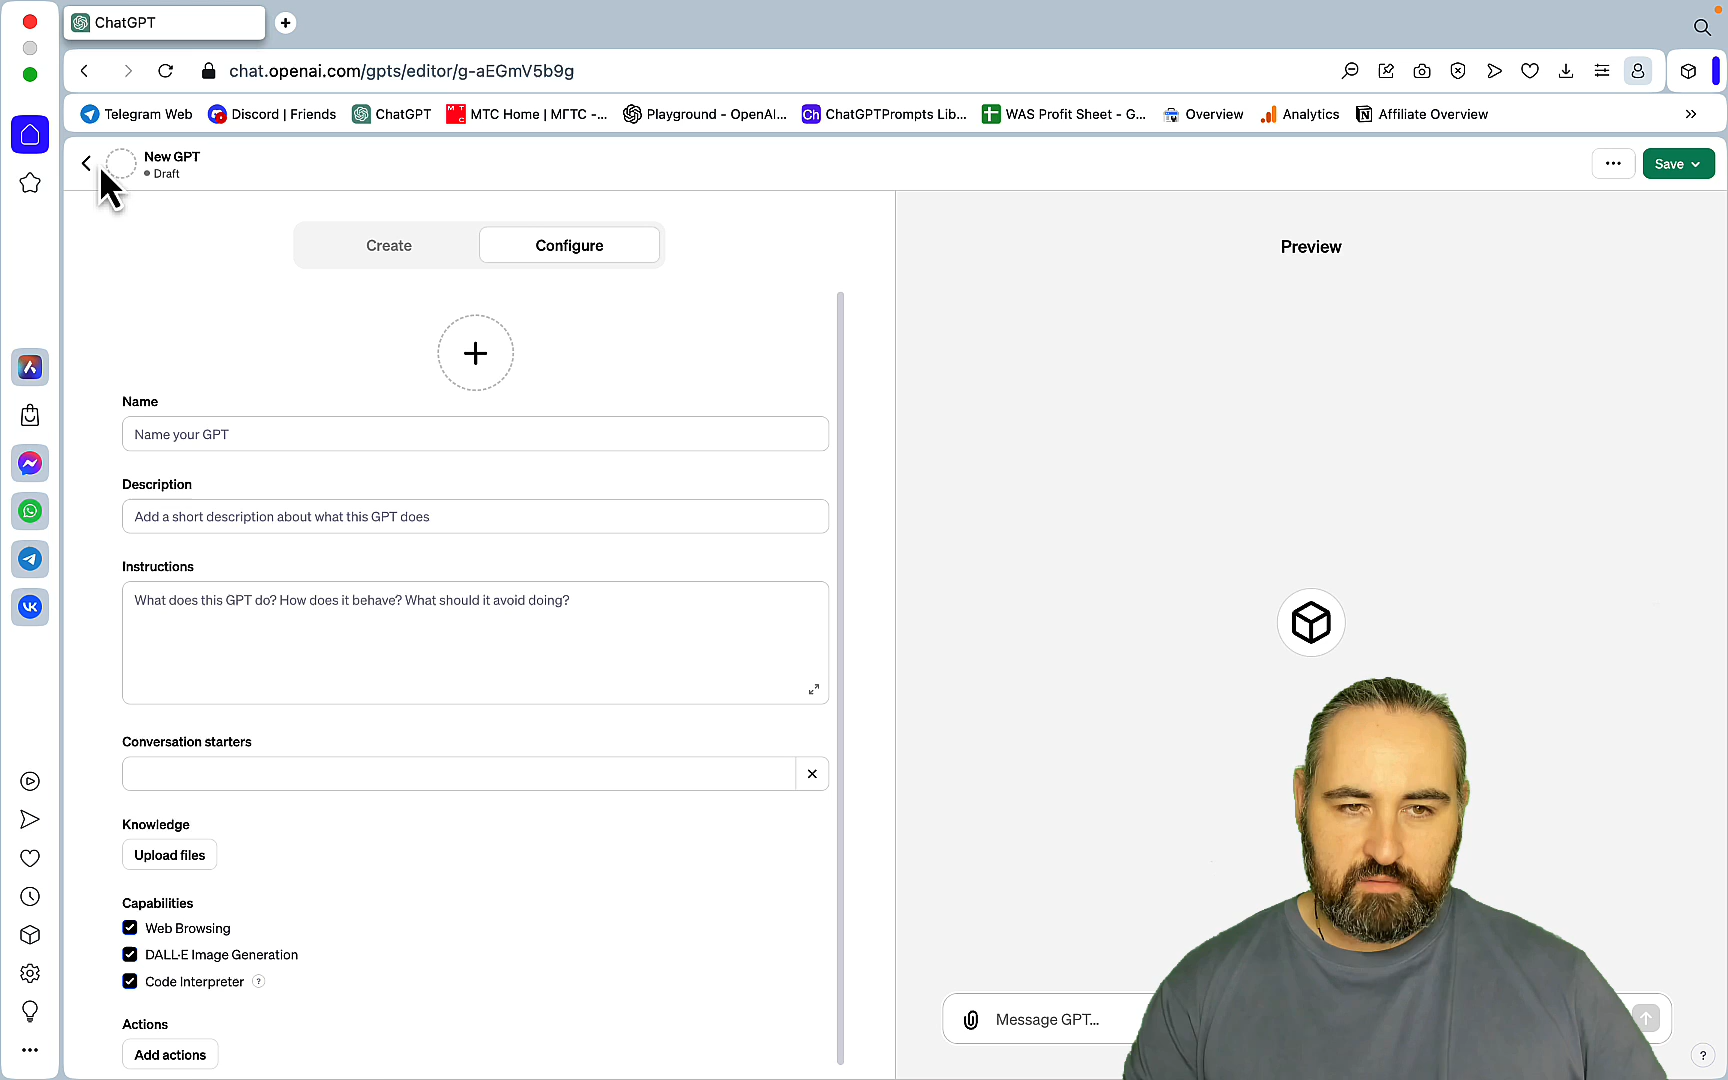 ChatGPT
chat.openai.com/gpts/editor/g-aEGmV5b9g
Telegram Web
Discord | Friends
ChatGPT
МТС Home | МГТС -...
Playground - OpenAI...
Ch
ChatGPTPrompts Lib...
WAS Profit Sheet - G...
Overview
Analytics
Affiliate Overview
New GPT
Draft
Save
Create
Configure
Preview
Name
Name your GPT
Description
Add a short description about what this GPT does
Instructions
What does this GPT do? How does it behave? What should it avoid doing?
Conversation starters
Knowledge
Upload files
Capabilities
Web Browsing
DALL·E Image Generation
Code Interpreter ?
Actions
Add actions
Message GPT...
?